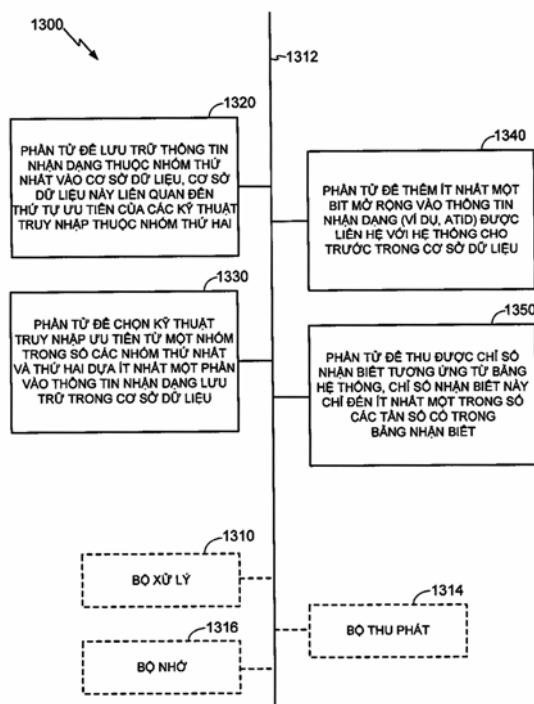 1300
1312
1320
PHẦN TỬ ĐỂ LƯU TRỮ THÔNG TIN
NHẬN DẠNG THUỘC NHÓM THỨ
NHẤT VÀO CƠ SỞ DỮ LIỆU, CƠ SỞ
DỮ LIỆU NÀY LIÊN QUAN ĐẾN
THỨ TỰ ƯU TIÊN CỦA CÁC KỸ THUẬT
TRUY NHẬP THUỘC NHÓM THỨ HAI
1340
PHẦN TỬ ĐỂ THÊM ÍT NHẤT MỘT
BIT MỞ RỘNG VÀO THÔNG TIN
NHẬN DẠNG (VÍ DỤ, ATID) ĐƯỢC
LIÊN HỆ VỚI HỆ THỐNG CHO
TRƯỚC TRONG CƠ SỞ DỮ LIỆU
1330
PHẦN TỬ ĐỂ CHỌN KỸ THUẬT
TRUY NHẬP ƯU TIÊN TỪ MỘT NHÓM
TRONG SỐ CÁC NHÓM THỨ NHẤT
VÀ THỨ HAI DỰA ÍT NHẤT MỘT PHẦN
VÀO THÔNG TIN NHẬN DẠNG LƯU
TRỮ TRONG CƠ SỞ DỮ LIỆU
1350
PHẦN TỬ ĐỂ THU ĐƯỢC CHỈ SỐ
NHẬN BIẾT TƯƠNG ỨNG TỪ BẢNG
HỆ THỐNG, CHỈ SỐ NHẬN BIẾT NÀY
CHỈ ĐẾN ÍT NHẤT MỘT TRONG SỐ
CÁC TẦN SỐ CÓ TRONG
BẢNG NHẬN BIẾT
1310
BỘ XỬ LÝ
1314
BỘ THU PHÁT
1316
BỘ NHỚ